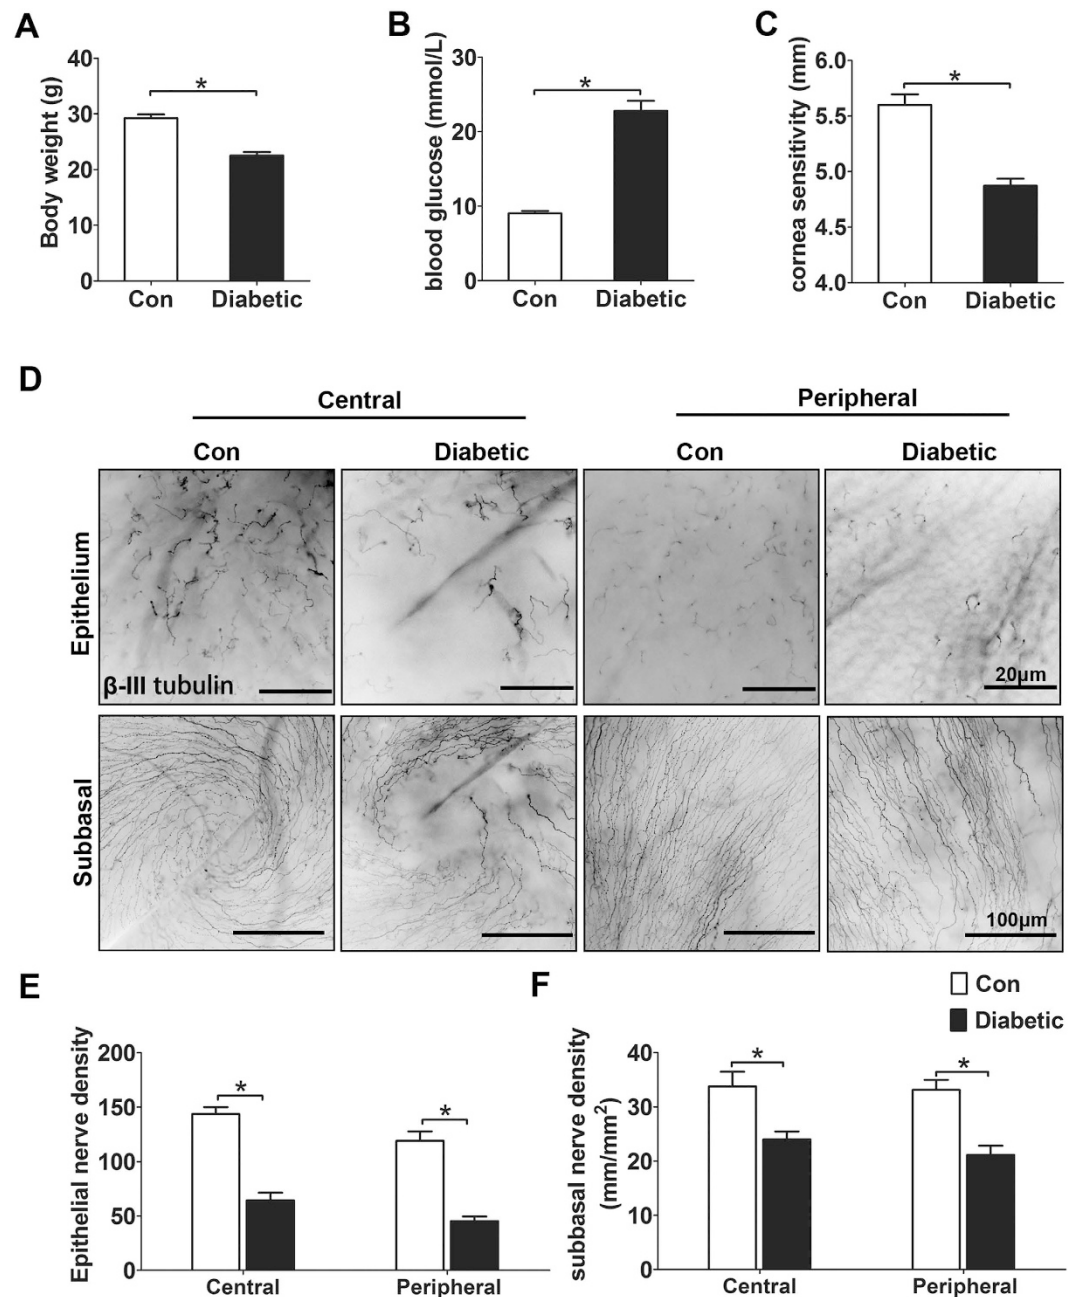 A
Body weight (g)
40
30
20
10
0
*
Con Diabetic
B
blood glucose (mmol/L)
30
20
10
0
*
Con Diabetic
C
cornea sensitivity (mm)
6.0
5.5
5.0
4.5
4.0
*
Con Diabetic
D
Central Peripheral
Con Diabetic Con Diabetic
Epithelium
β-III tubulin
20µm
Subbasal
100µm
E
Epithelial nerve density
200
150
100
50
0
*
*
Central Peripheral
F
Con
Diabetic
subbasal nerve density
(mm/mm²)
40
30
20
10
0
*
*
Central Peripheral